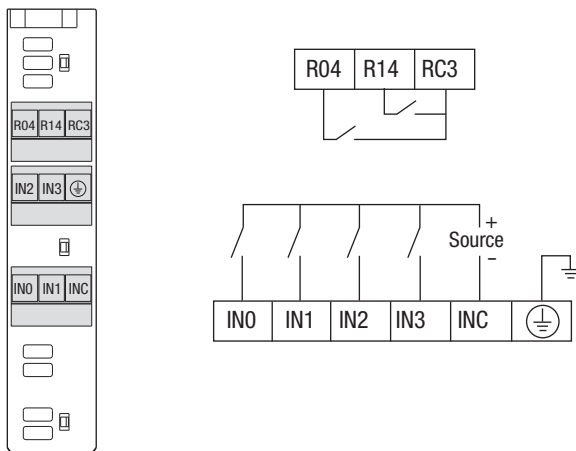 R04 R14 RC3
IN2 IN3
IN0 IN1 INC
R04 R14 RC3
+
Source
–
IN0 IN1 IN2 IN3 INC